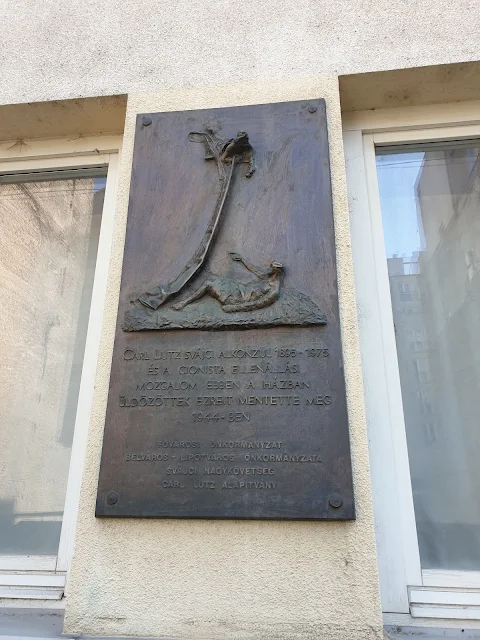 CARL LUTZ SVÁJCI ALKONZUL 1895-1975
ÉS A CIONISTA ELLENÁLLÁSI
MOZGALOM EBBEN A HÁZBAN
ÜLDÖZÖTTEK EZREIT MENTETTE MEG
1944-BEN
FŐVÁROSI ÖNKORMÁNYZAT
BELVÁROS - LIPÓTVÁROS ÖNKORMÁNYZATA
SVÁJCI NAGYKÖVETSÉG
CARL LUTZ ALAPÍTVÁNY